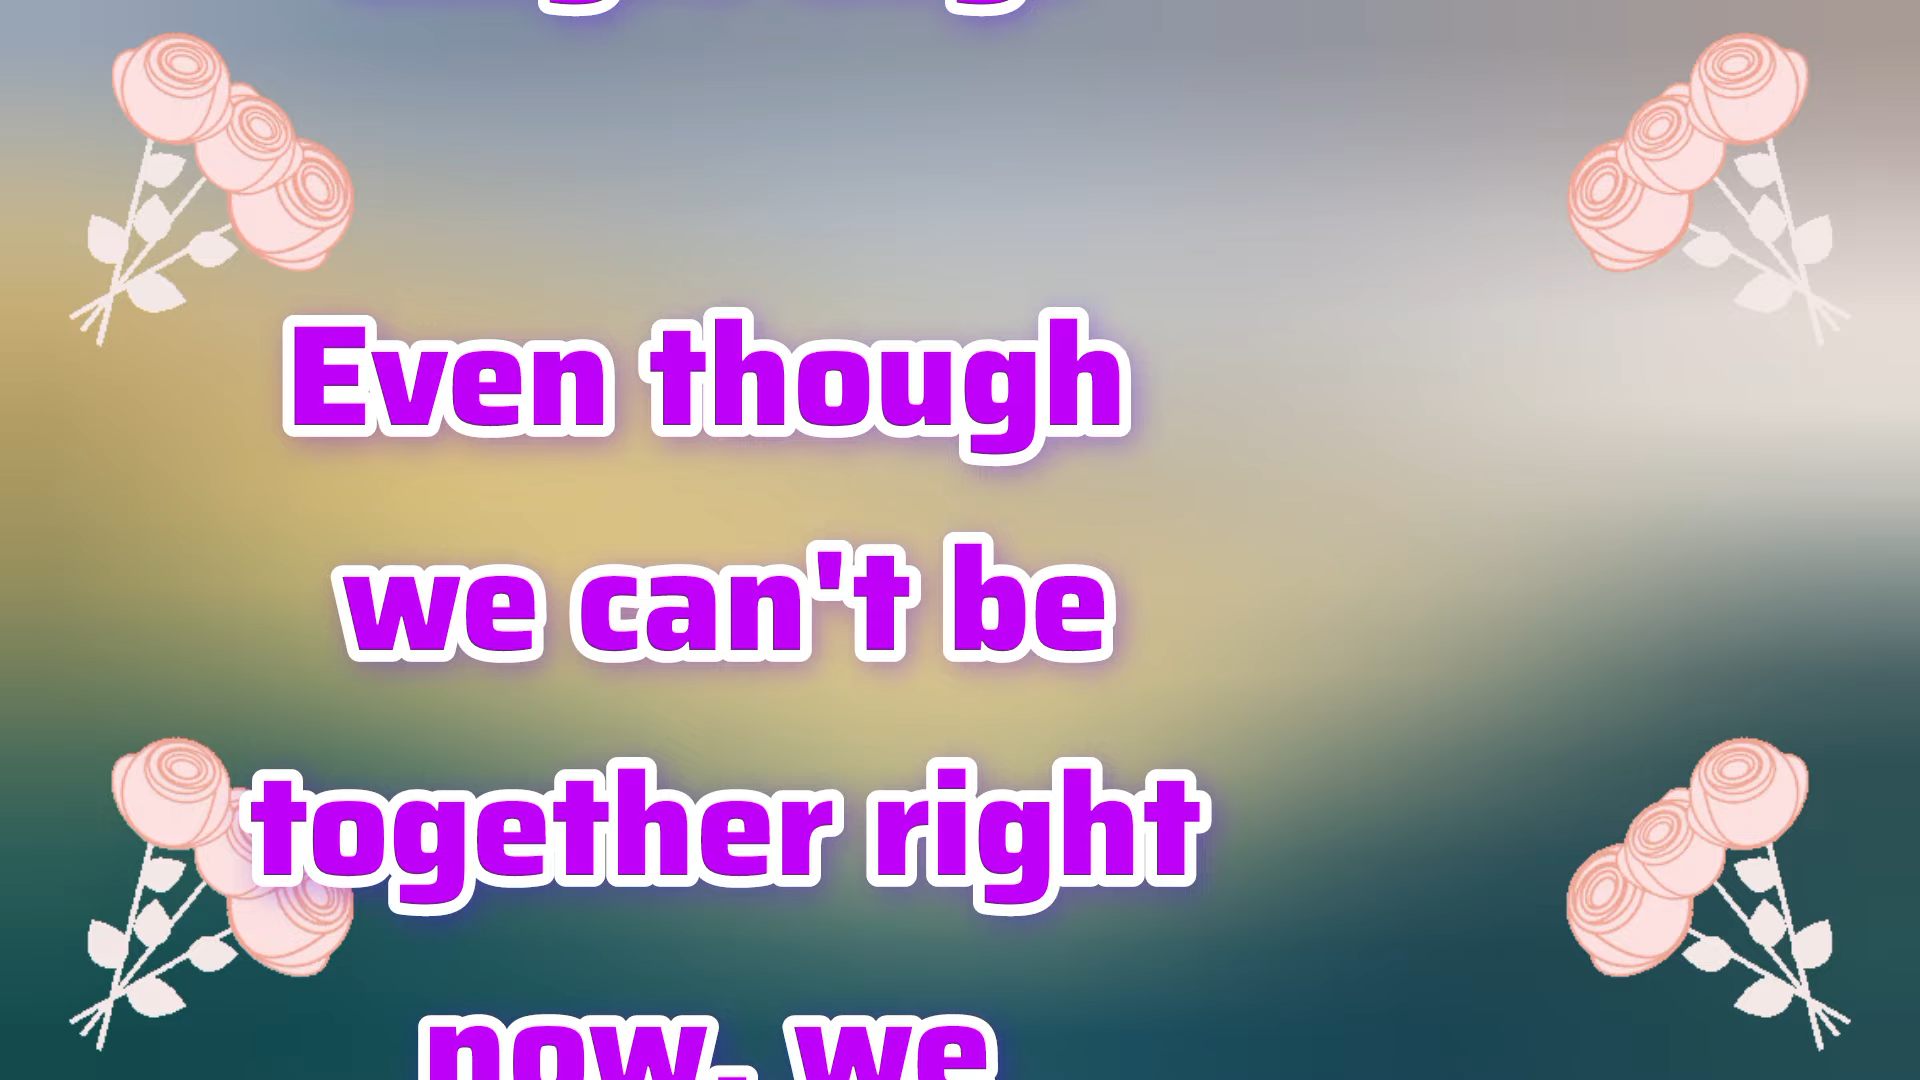 Even though
we can't be
together right
now, we